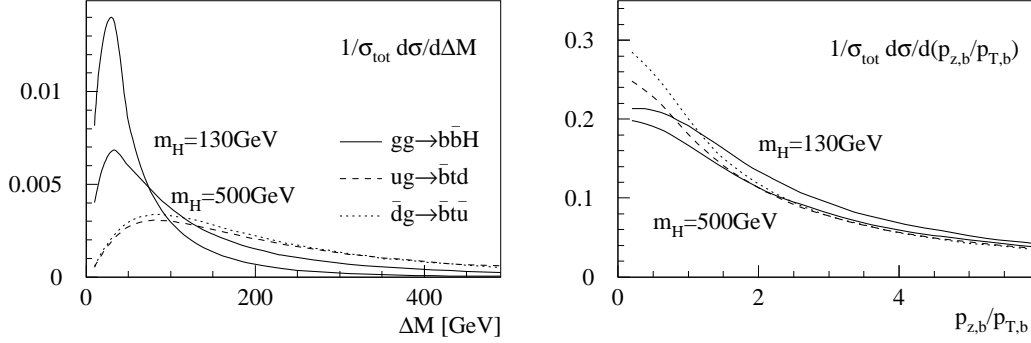 1/σ_tot dσ/dΔM
0.01
0.005
0
m_H=130GeV
m_H=500GeV
gg→bb̄H
ug→b̄td
d̄g→b̄tū
0 200 400
ΔM [GeV]
1/σ_tot dσ/d(p_z,b/p_T,b)
0.3
0.2
0.1
0
m_H=130GeV
m_H=500GeV
0 2 4
p_z,b/p_T,b